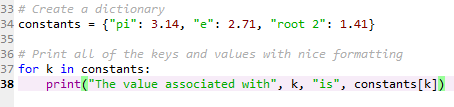 33 # Create a dictionary
34 constants = {"pi": 3.14, "e": 2.71, "root 2": 1.41}
35
36 # Print all of the keys and values with nice formatting
37 for k in constants:
38     print("The value associated with", k, "is", constants[k])